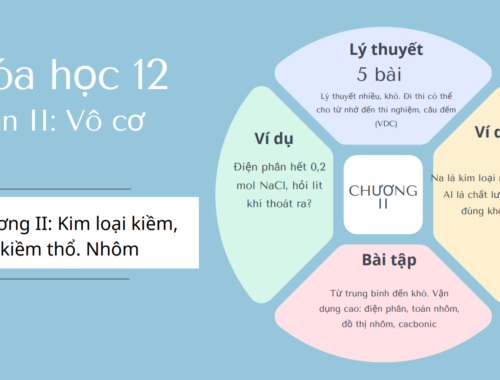 óa học 12
n II: Vô cơ
ơng II: Kim loại kiềm,
kiềm thổ. Nhôm
Lý thuyết
5 bài
Lý thuyết nhiều, khó. Đi thi có thể
cho từ nhớ đến thí nghiệm, câu đếm
(VDC)
Ví dụ
Điện phân hết 0,2
mol NaCl, hỏi lít
khí thoát ra?
CHƯƠNG
II
Ví d
Na là kim loại
Al là chất lư
đúng khô
Bài tập
Từ trung bình đến khó. Vận
dụng cao: điện phân, toán nhôm,
đồ thị nhôm, cacbonic